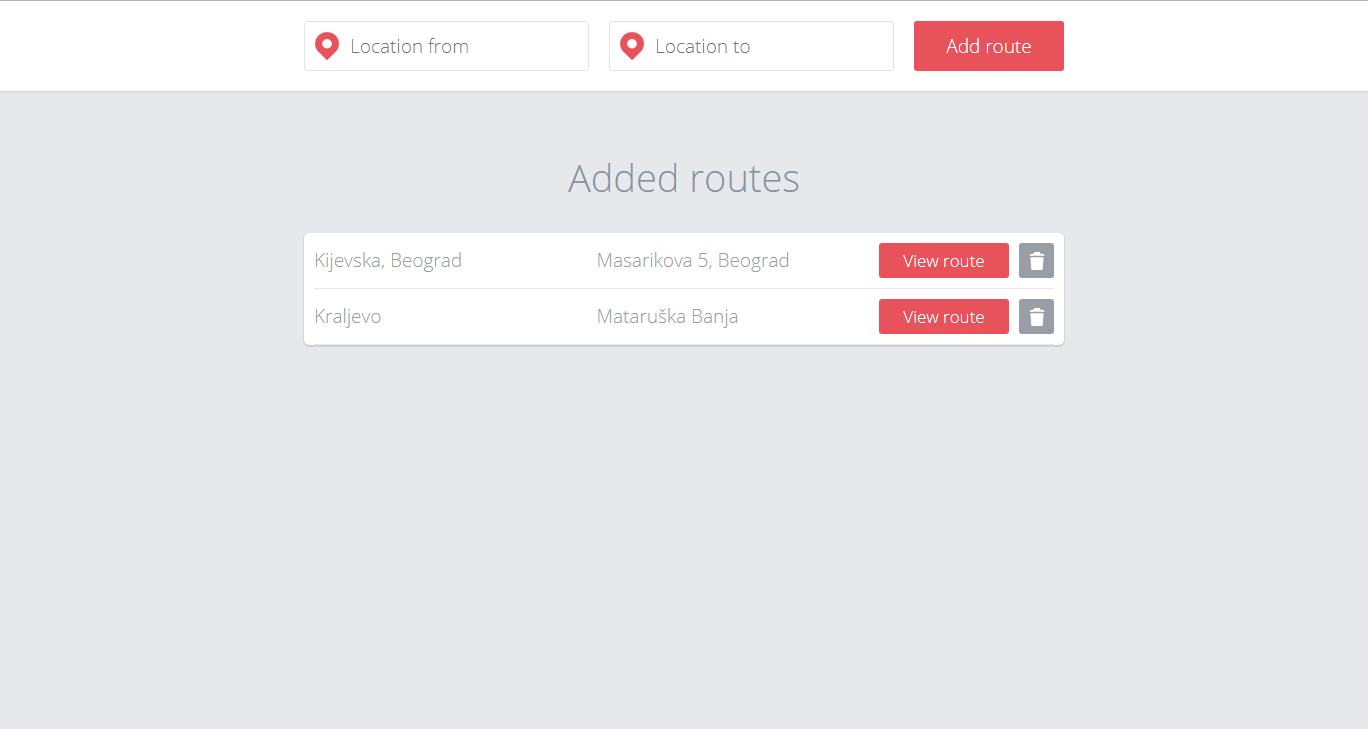 Location from Location to Add route
Added routes
Kijevska, Beograd Masarikova 5, Beograd View route
Kraljevo Mataruška Banja View route